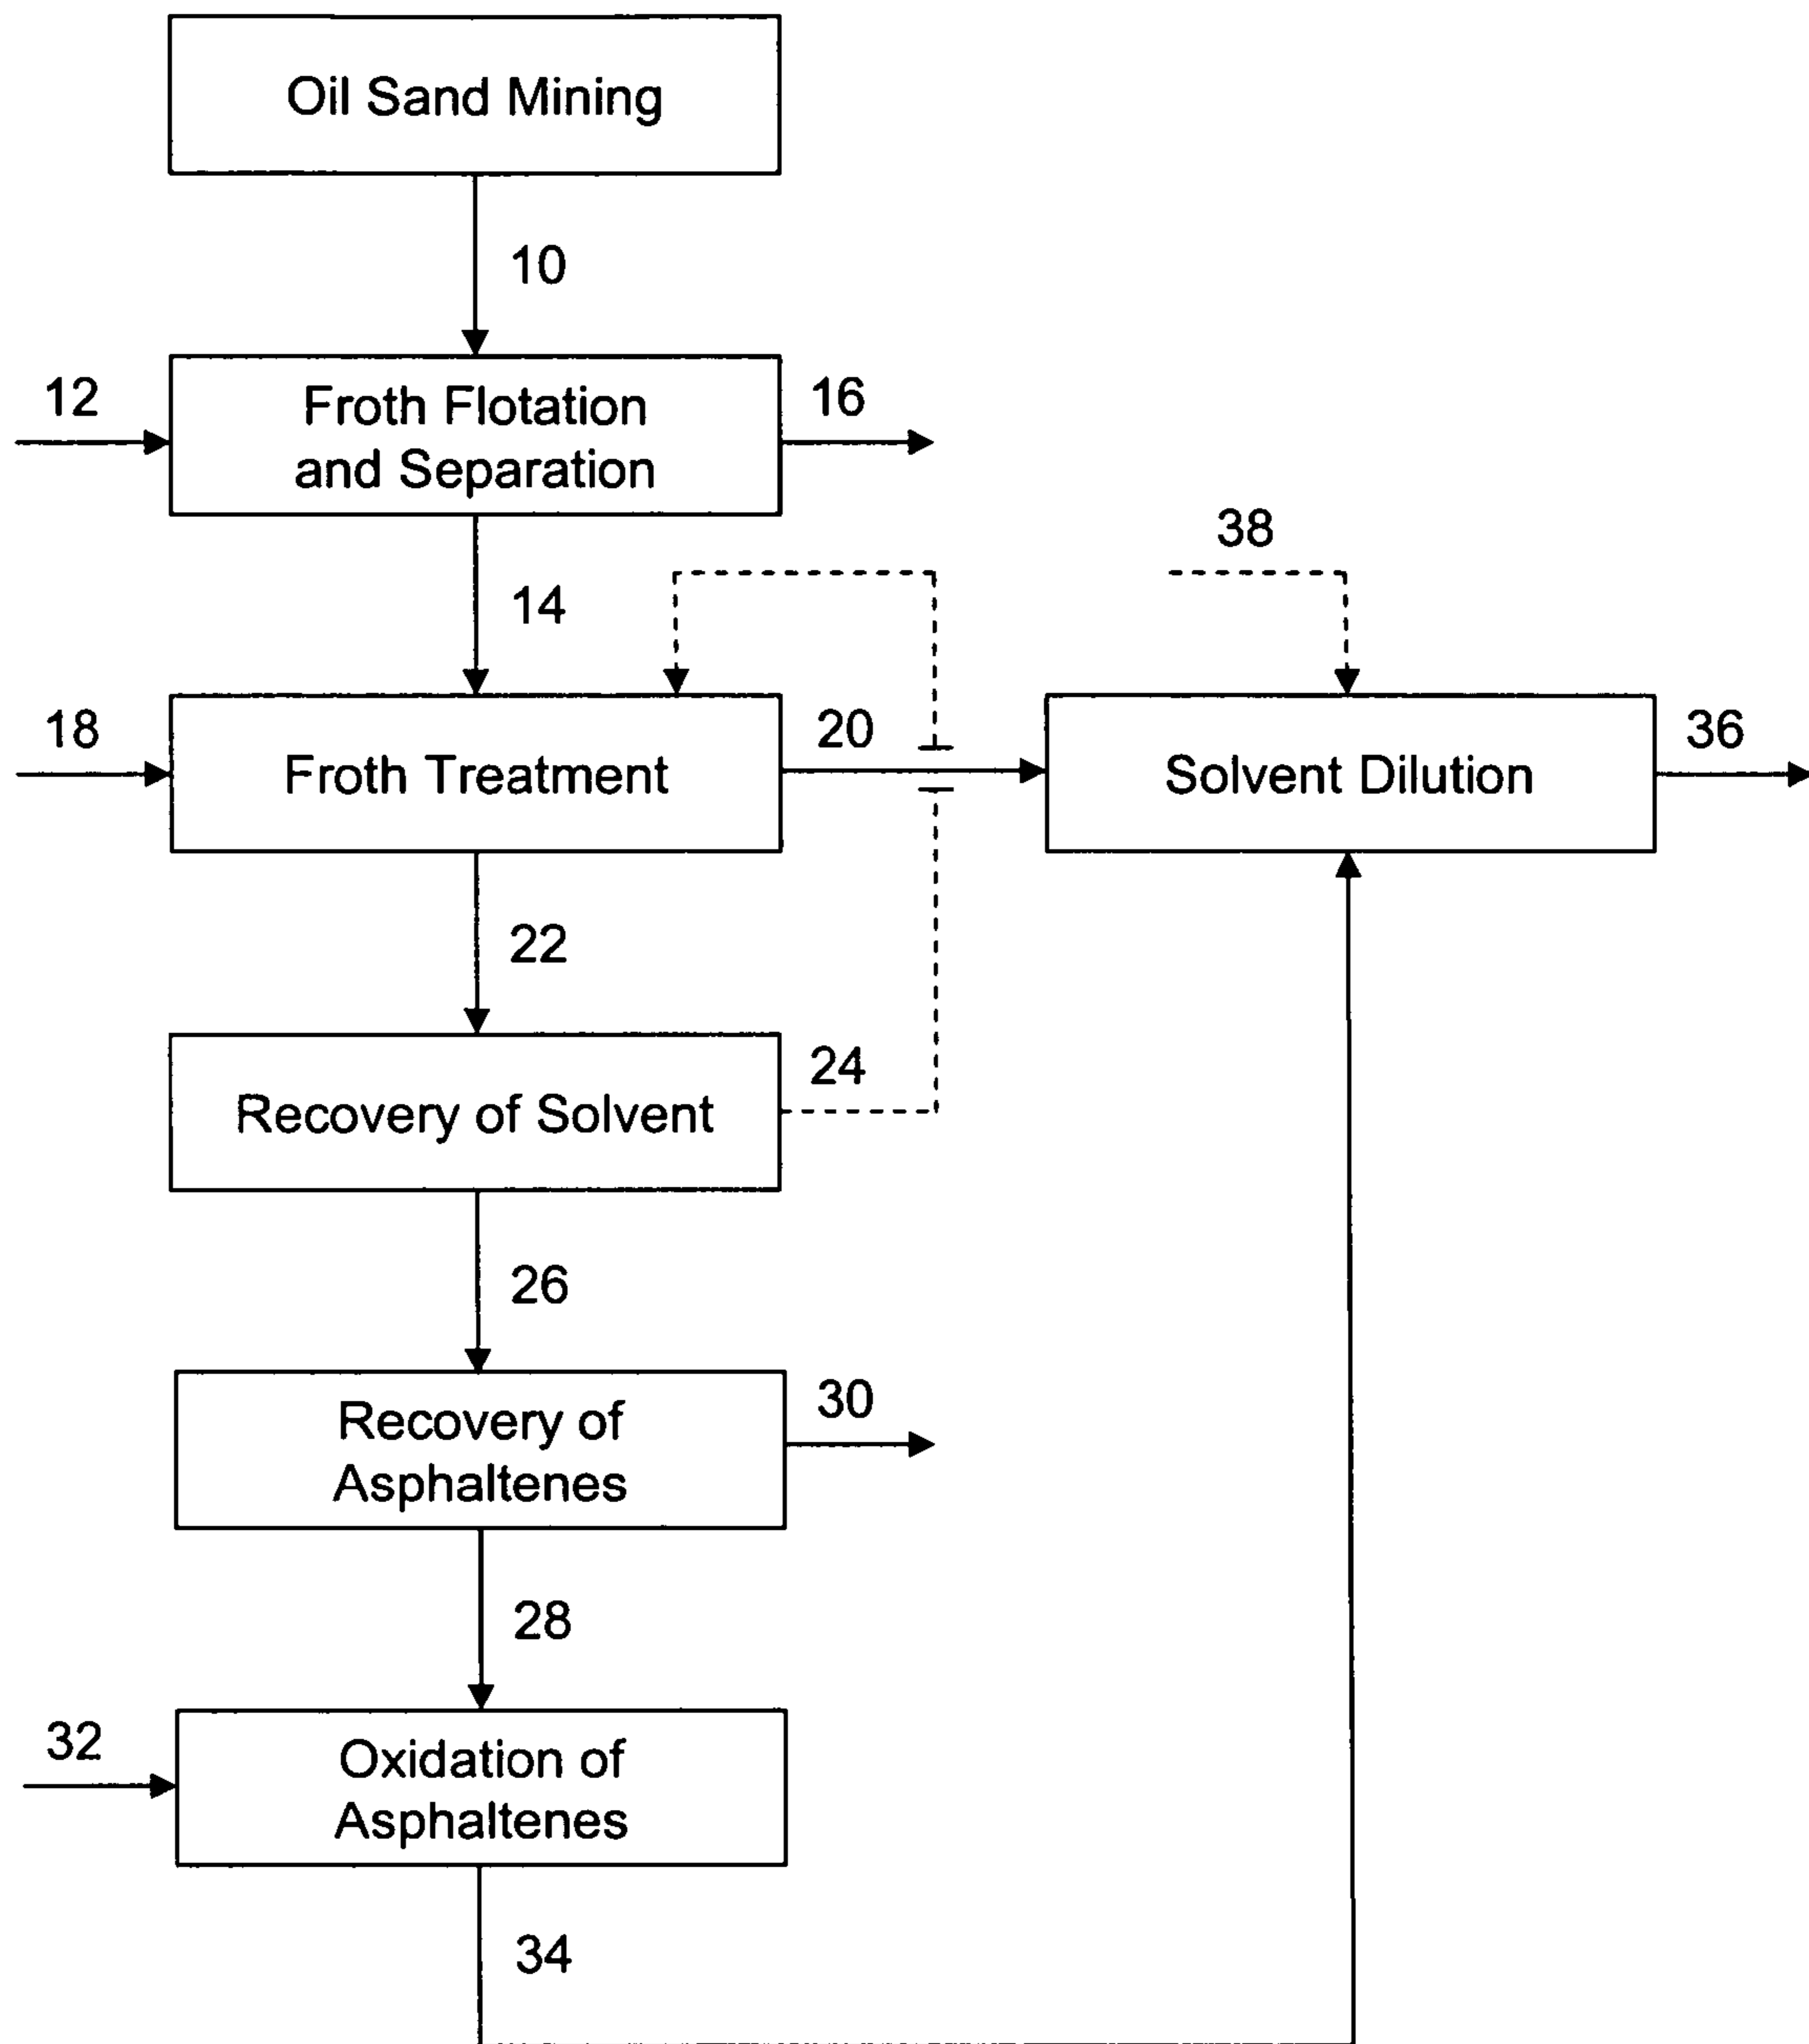 Oil Sand Mining
10
12
Froth Flotation
and Separation
16
38
14
18
Froth Treatment
20
Solvent Dilution
36
22
Recovery of Solvent
24
26
Recovery of
Asphaltenes
30
28
32
Oxidation of
Asphaltenes
34